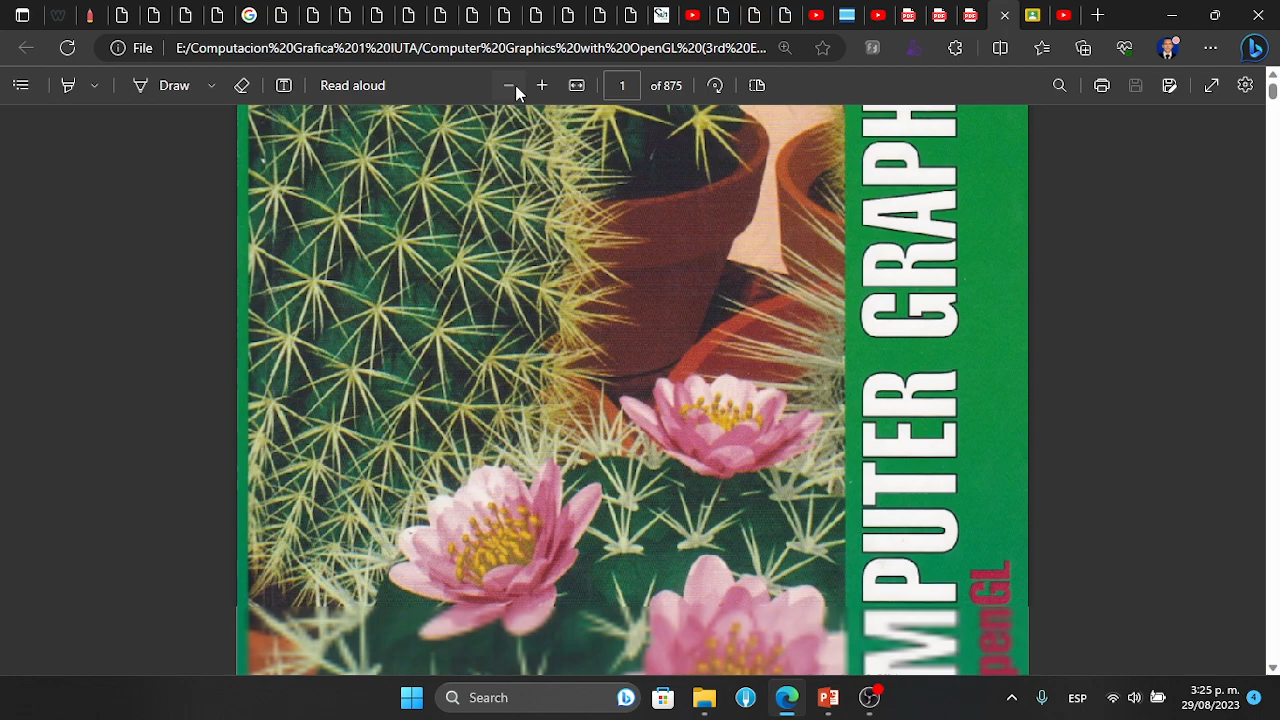 File
E:/Computacion%20Grafica%201%20IUTA/Computer%20Graphics%20with%20OpenGL%20(3rd%20E...
Draw
Read aloud
1
of 875
MPUTER GRAPH
penGL
Search
ESP
3:25 p. m.
29/08/2023
4